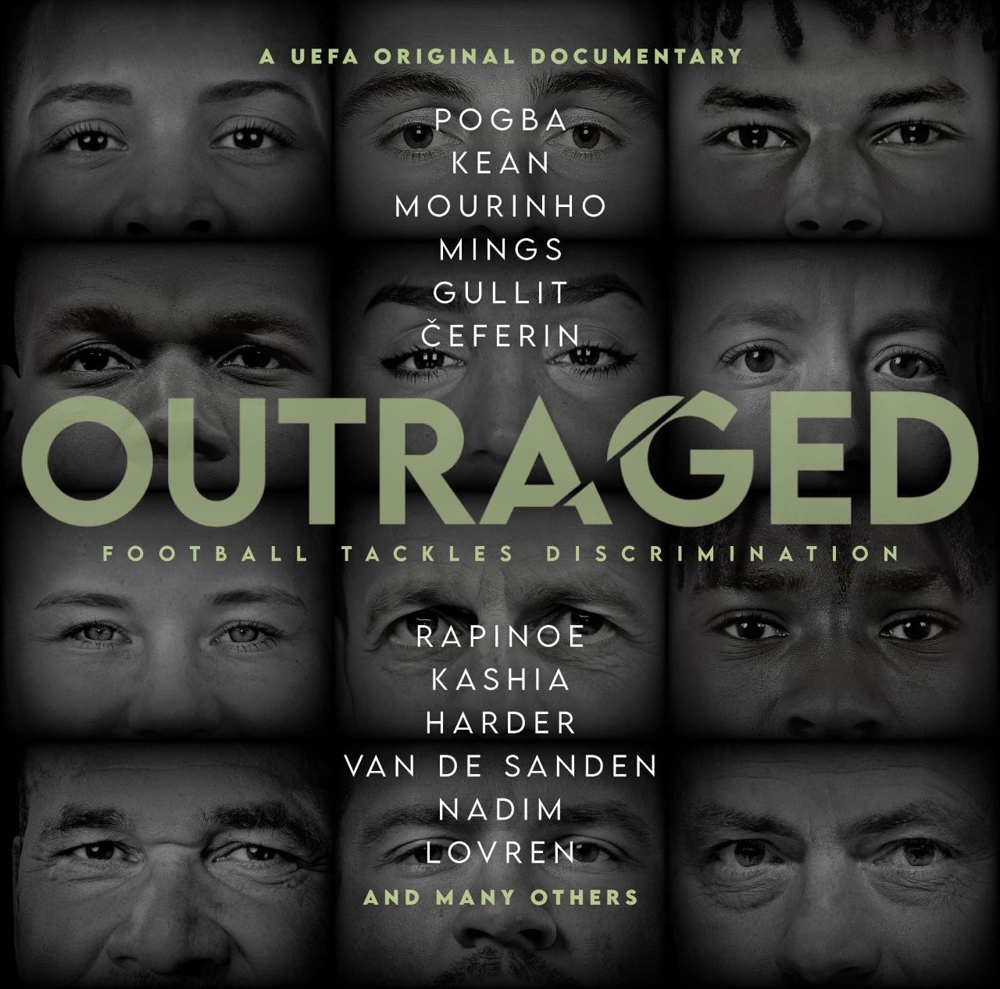 A UEFA ORIGINAL DOCUMENTARY
POGBA
KEAN
MOURINHO
MINGS
GULLIT
ČEFERIN
OUTRAGED
FOOTBALL TACKLES DISCRIMINATION
RAPINOE
KASHIA
HARDER
VAN DE SANDEN
NADIM
LOVREN
AND MANY OTHERS